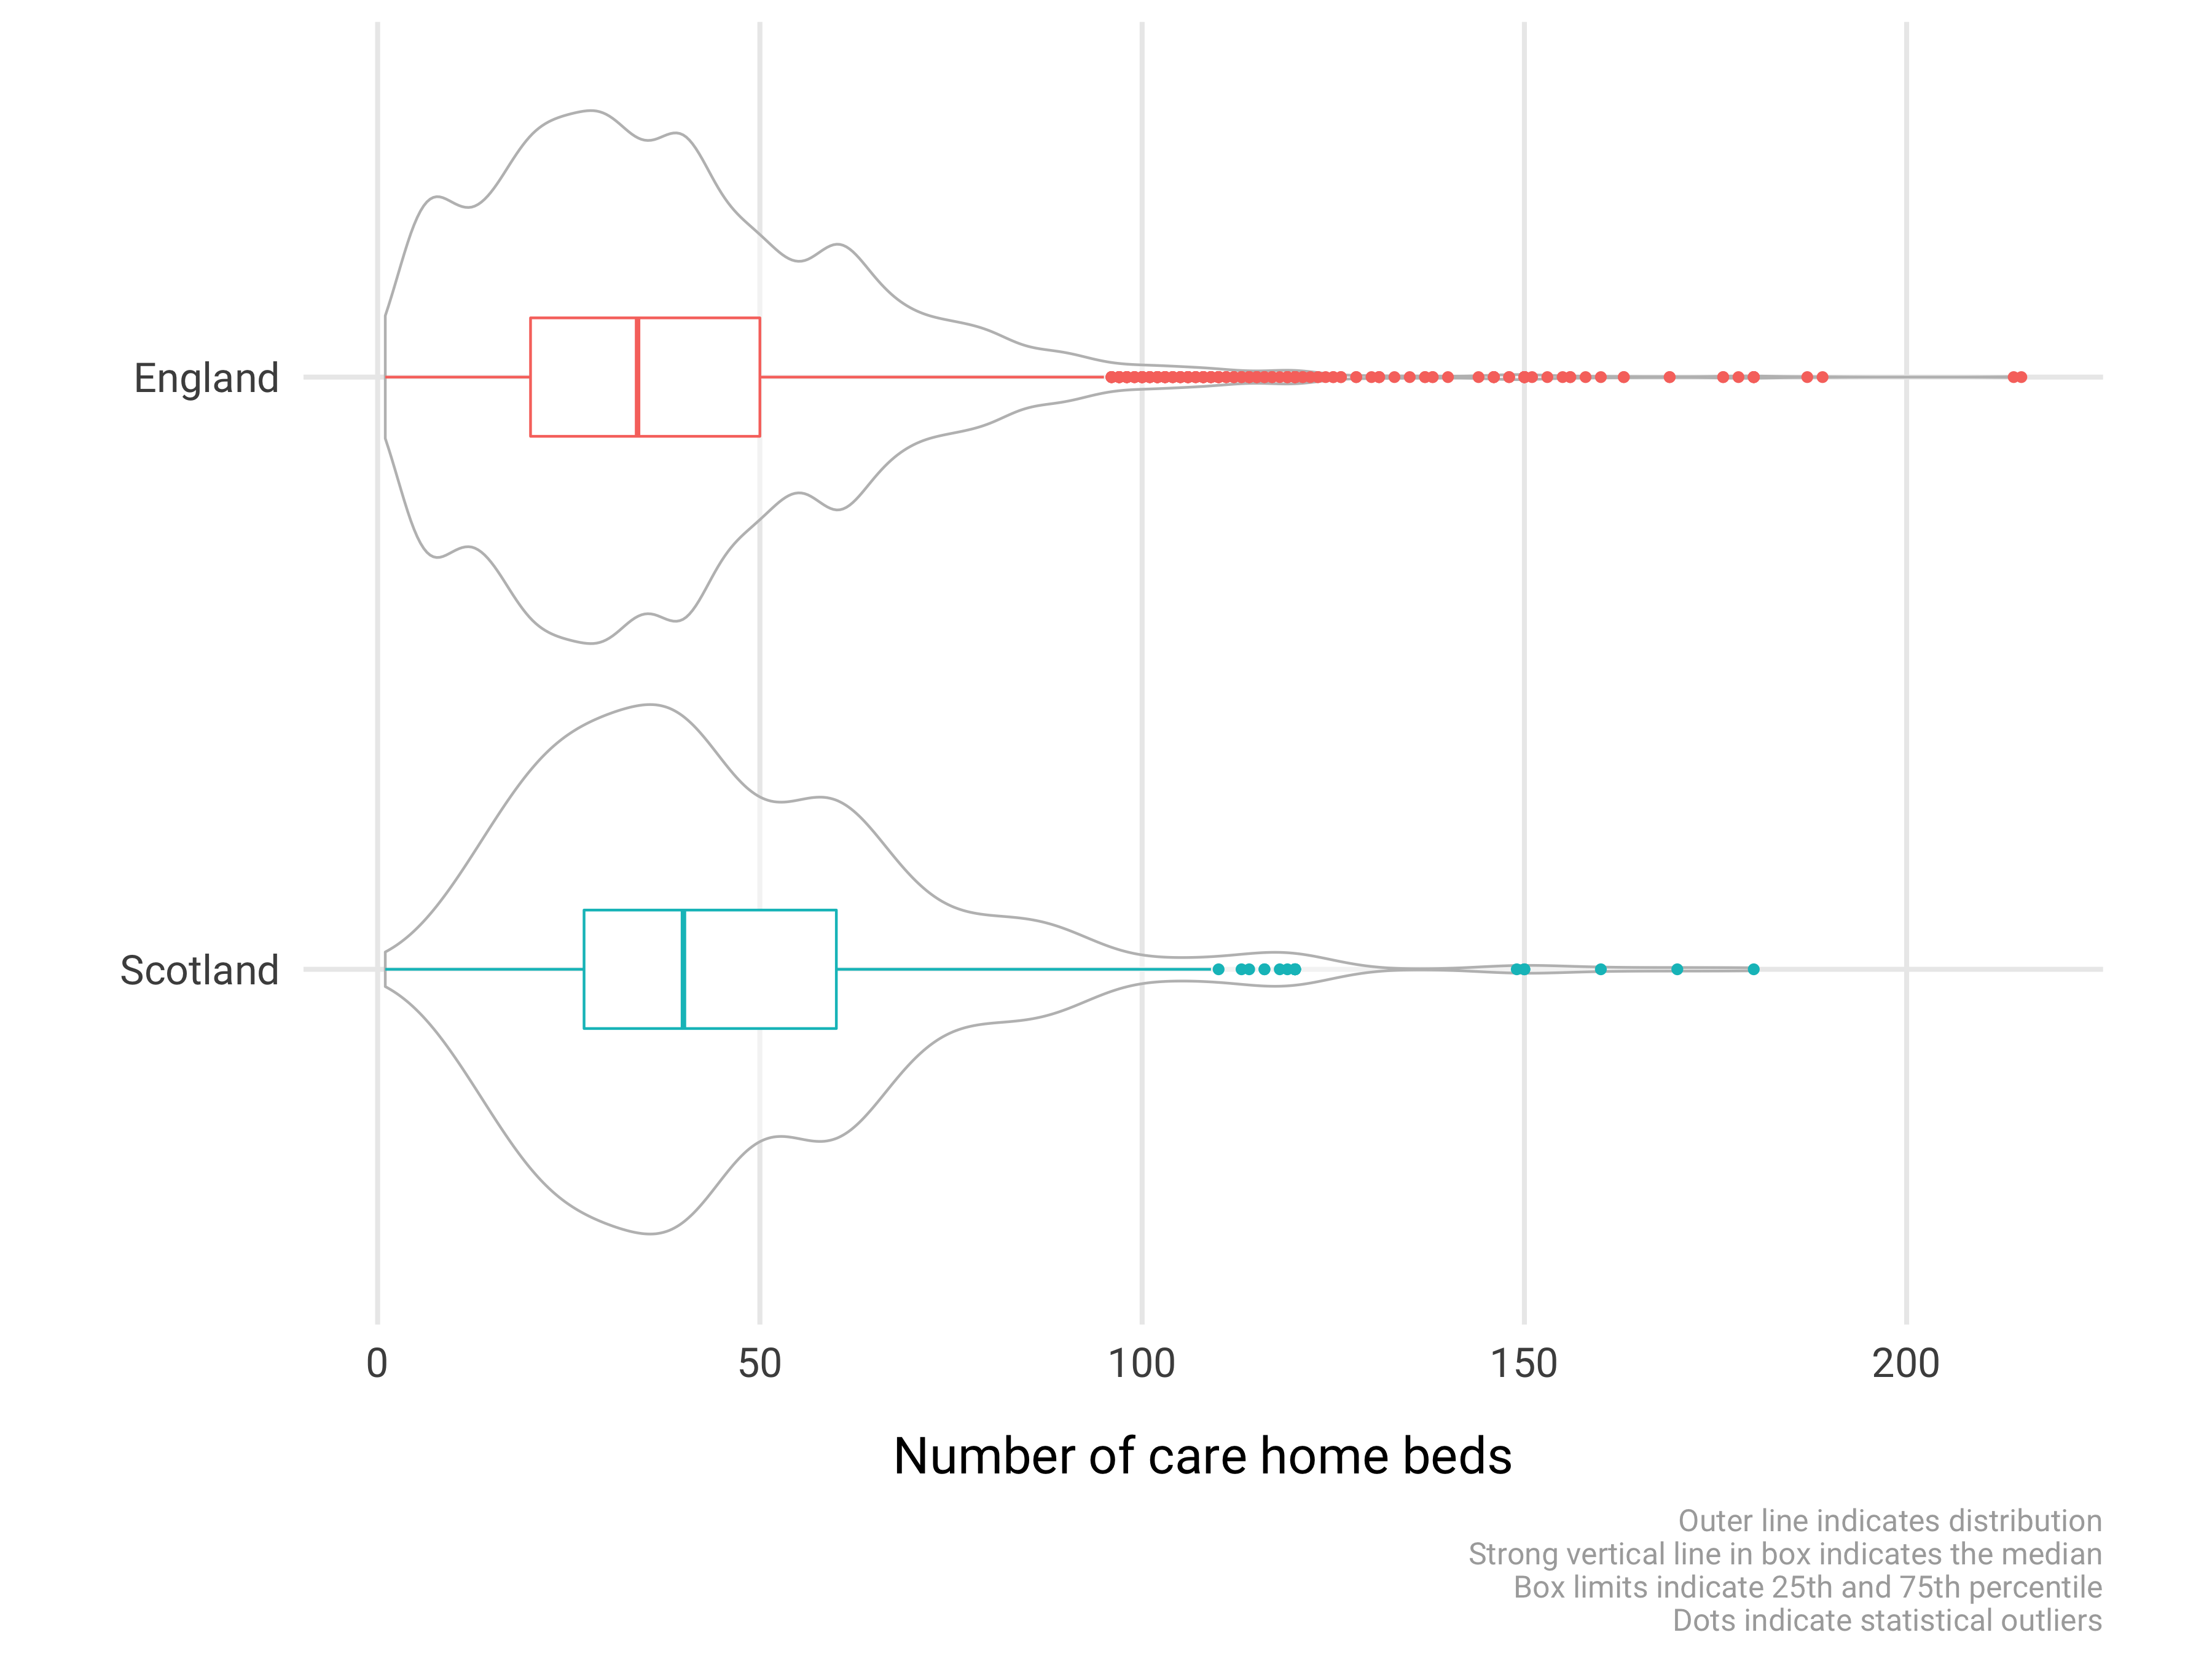 England
Scotland
0 50 100 150 200
Number of care home beds
Outer line indicates distribution
Strong vertical line in box indicates the median
Box limits indicate 25th and 75th percentile
Dots indicate statistical outliers